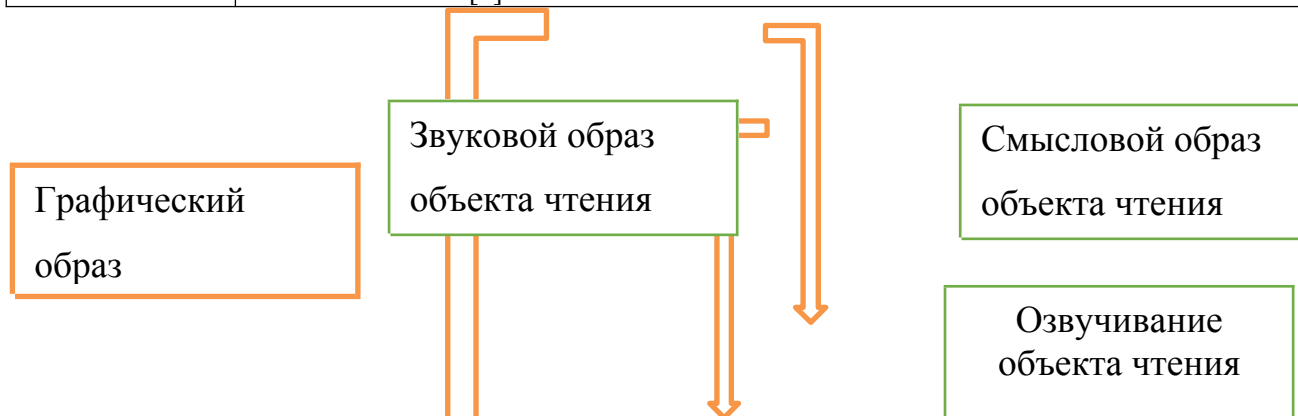 Звуковой образ
объекта чтения
Смысловой образ
объекта чтения
Графический
образ
Озвучивание
объекта чтения